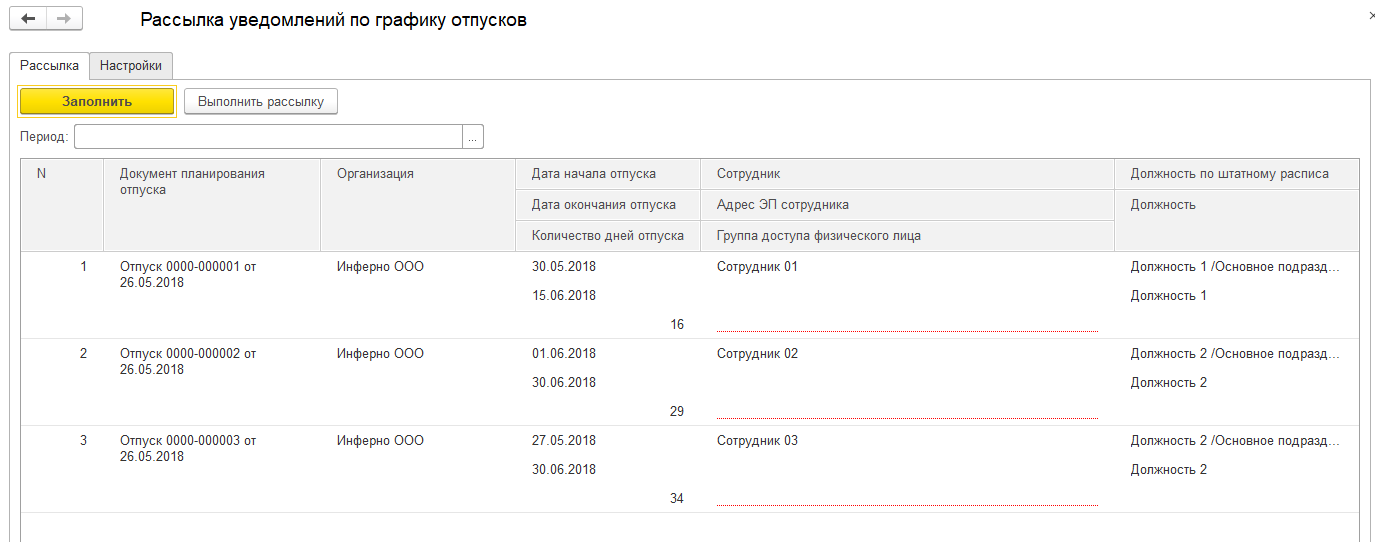 Рассылка уведомлений по графику отпусков
Рассылка
Настройки
Заполнить
Выполнить рассылку
Период:
...
N
Документ планирования
отпуска
Организация
Дата начала отпуска
Дата окончания отпуска
Количество дней отпуска
Сотрудник
Адрес ЭП сотрудника
Группа доступа физического лица
Должность по штатному расписа
Должность
1
Отпуск 0000-000001 от
26.05.2018
Инферно ООО
30.05.2018
15.06.2018
16
Сотрудник 01
Должность 1 /Основное подразд...
Должность 1
2
Отпуск 0000-000002 от
26.05.2018
Инферно ООО
01.06.2018
30.06.2018
29
Сотрудник 02
Должность 2 /Основное подразд...
Должность 2
3
Отпуск 0000-000003 от
26.05.2018
Инферно ООО
27.05.2018
30.06.2018
34
Сотрудник 03
Должность 2 /Основное подразд...
Должность 2